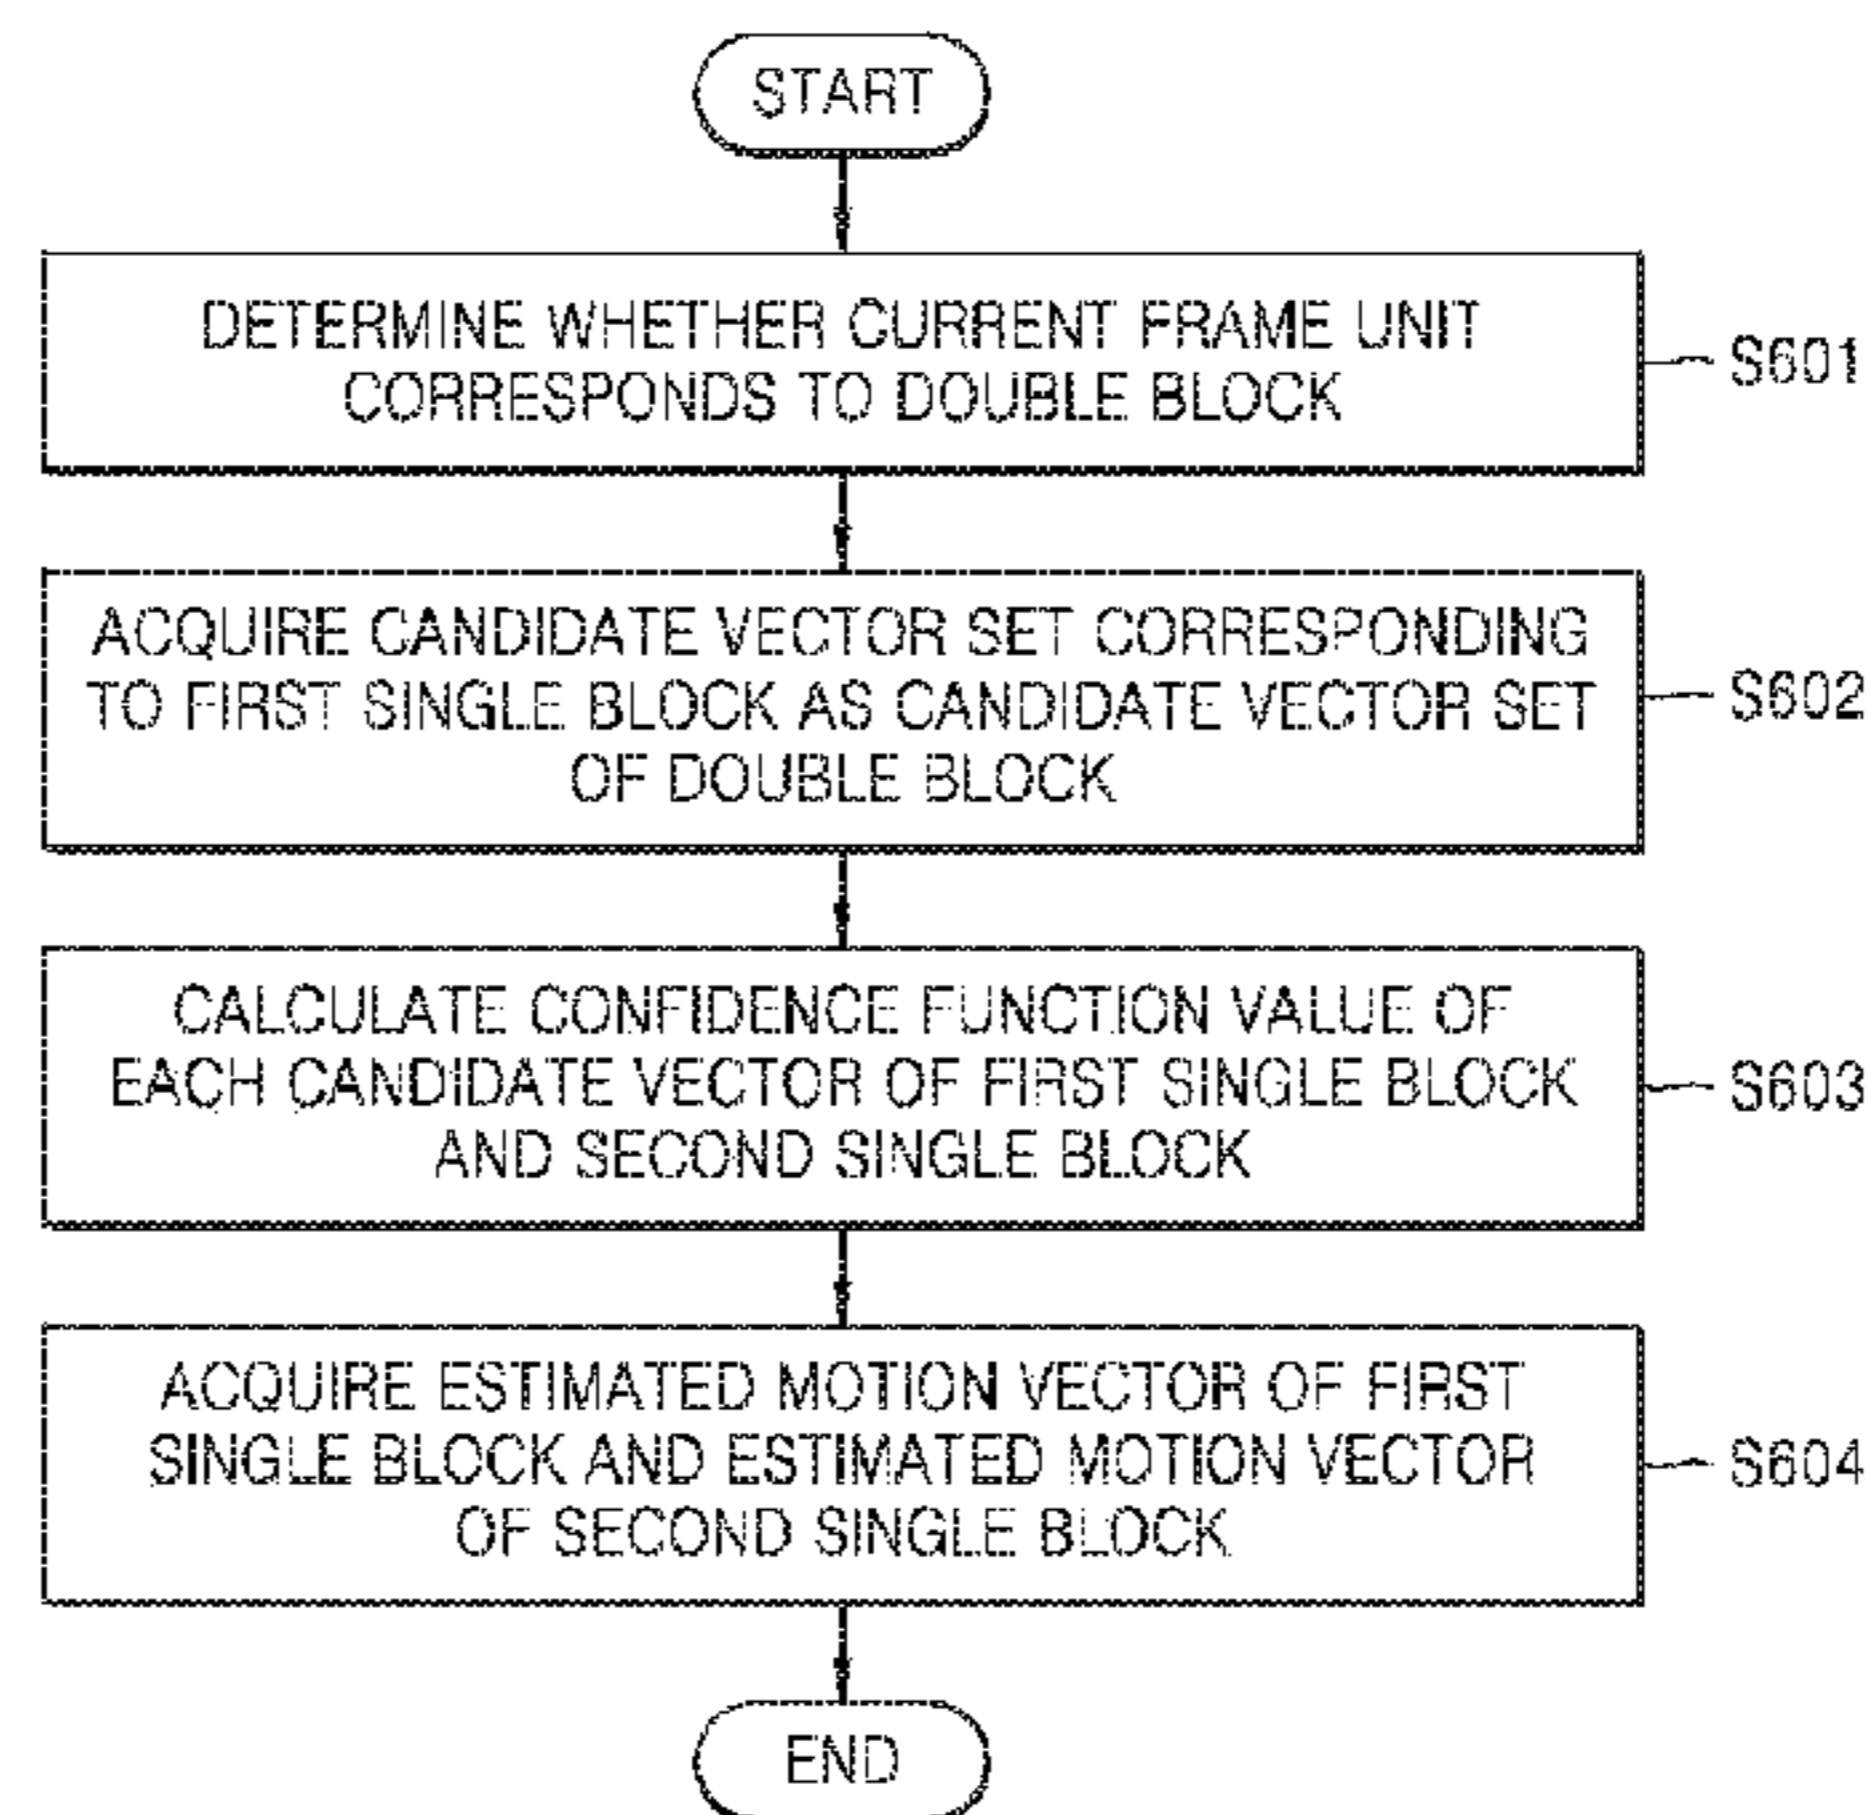 START
DETERMINE WHETHER CURRENT FRAME UNIT
CORRESPONDS TO DOUBLE BLOCK
S601
ACQUIRE CANDIDATE VECTOR SET CORRESPONDING
TO FIRST SINGLE BLOCK AS CANDIDATE VECTOR SET
OF DOUBLE BLOCK
S602
CALCULATE CONFIDENCE FUNCTION VALUE OF
EACH CANDIDATE VECTOR OF FIRST SINGLE BLOCK
AND SECOND SINGLE BLOCK
S603
ACQUIRE ESTIMATED MOTION VECTOR OF FIRST
SINGLE BLOCK AND ESTIMATED MOTION VECTOR
OF SECOND SINGLE BLOCK
S604
END